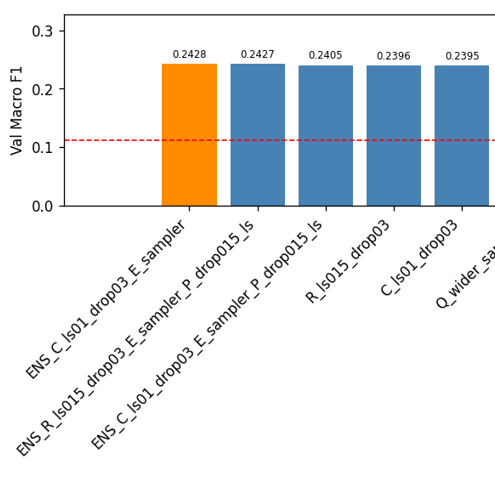 Val Macro F1
0.3
0.2
0.1
0.0
0.2428
0.2427
0.2405
0.2396
0.2395
ENS_C_ls01_drop03_E_sampler
ENS_R_ls015_drop03_E_sampler_P_drop015_ls
ENS_C_ls01_drop03_E_sampler_P_drop015_ls
R_ls015_drop03
C_ls01_drop03